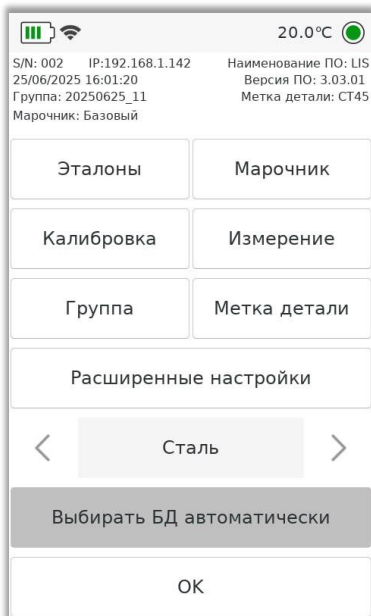 20.0°C
S/N: 002 IP:192.168.1.142 Наименование ПО: LIS
25/06/2025 16:01:20 Версия ПО: 3.03.01
Группа: 20250625_11 Метка детали: СТ45
Марочник: Базовый
Эталоны Марочник
Калибровка Измерение
Группа Метка детали
Расширенные настройки
Сталь
Выбирать БД автоматически
OK